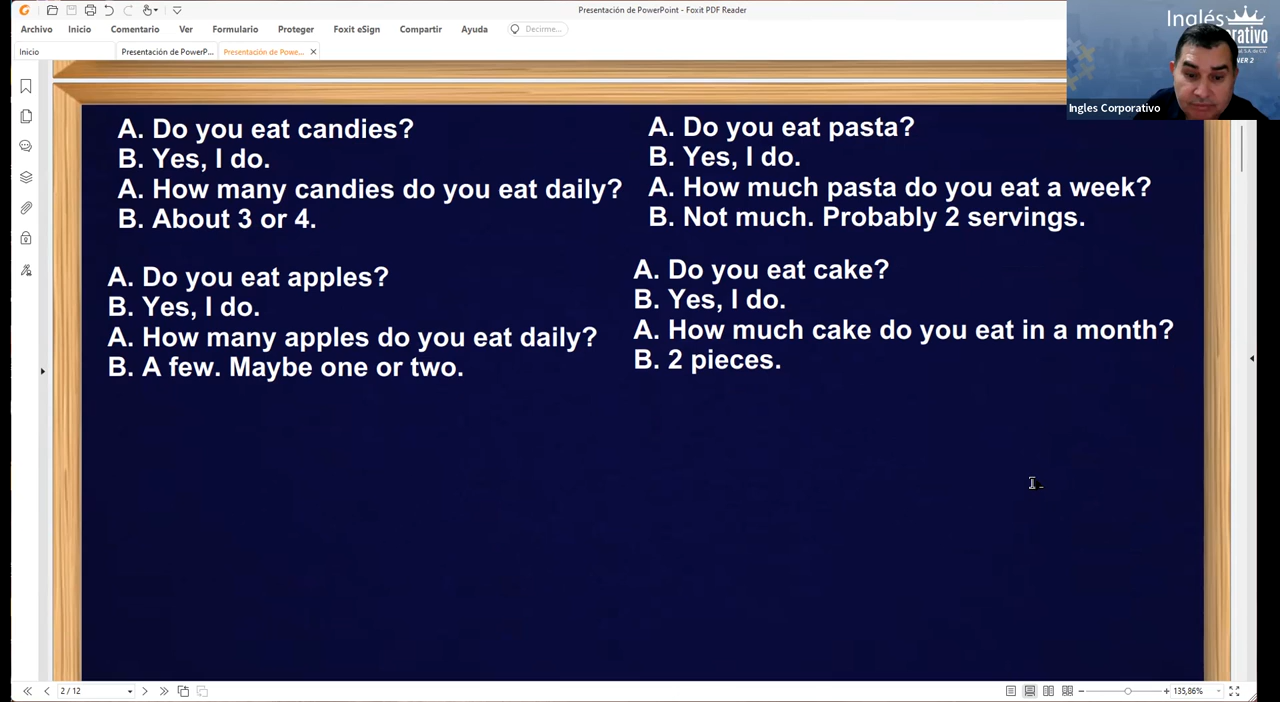 Presentación de PowerPoint - Foxit PDF Reader
Archivo Inicio Comentario Ver Formulario Proteger Foxit eSign Compartir Ayuda Decirme...
Inicio Presentación de PowerP... Presentación de Powe...
Inglés
orativo
Ingles Corporativo
A. Do you eat candies?
B. Yes, I do.
A. How many candies do you eat daily?
B. About 3 or 4.
A. Do you eat apples?
B. Yes, I do.
A. How many apples do you eat daily?
B. A few. Maybe one or two.
A. Do you eat pasta?
B. Yes, I do.
A. How much pasta do you eat a week?
B. Not much. Probably 2 servings.
A. Do you eat cake?
B. Yes, I do.
A. How much cake do you eat in a month?
B. 2 pieces.
2 / 12
135,86%